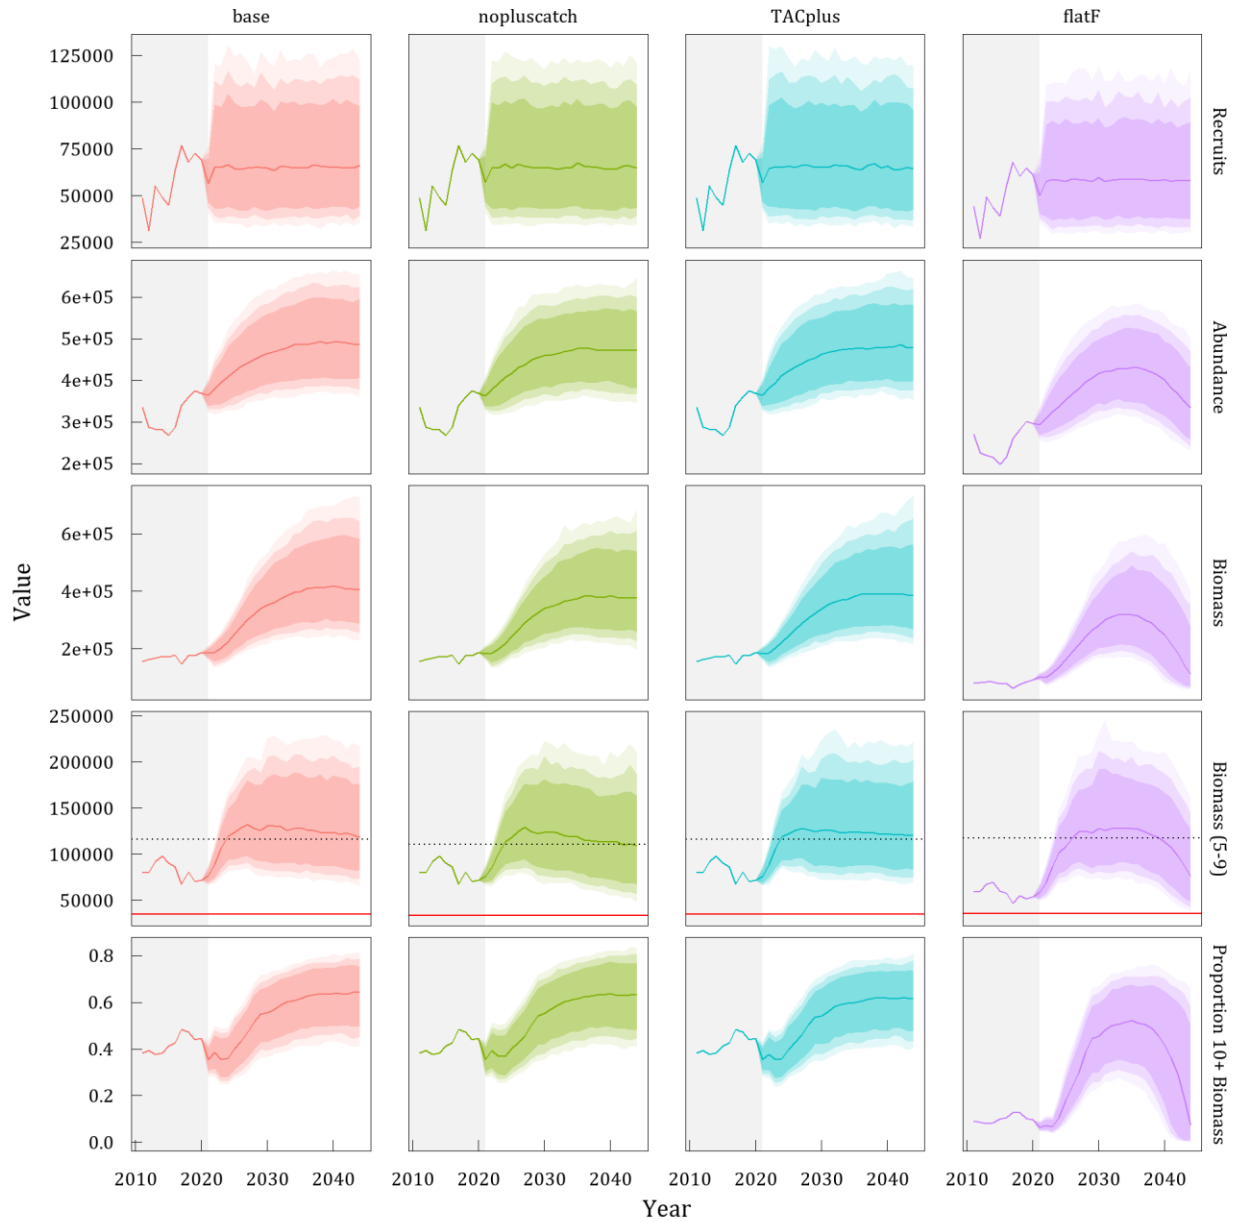 base nopluscatch TACplus flatF
125000
100000
75000
50000
25000
Recruits
6e+05
5e+05
4e+05
3e+05
2e+05
Abundance
6e+05
4e+05
2e+05
Biomass
Value
250000
200000
150000
100000
50000
Biomass (5-9)
0.8
0.6
0.4
0.2
0.0
Proportion 10+ Biomass
2010 2020 2030 2040 2010 2020 2030 2040 2010 2020 2030 2040 2010 2020 2030 2040
Year